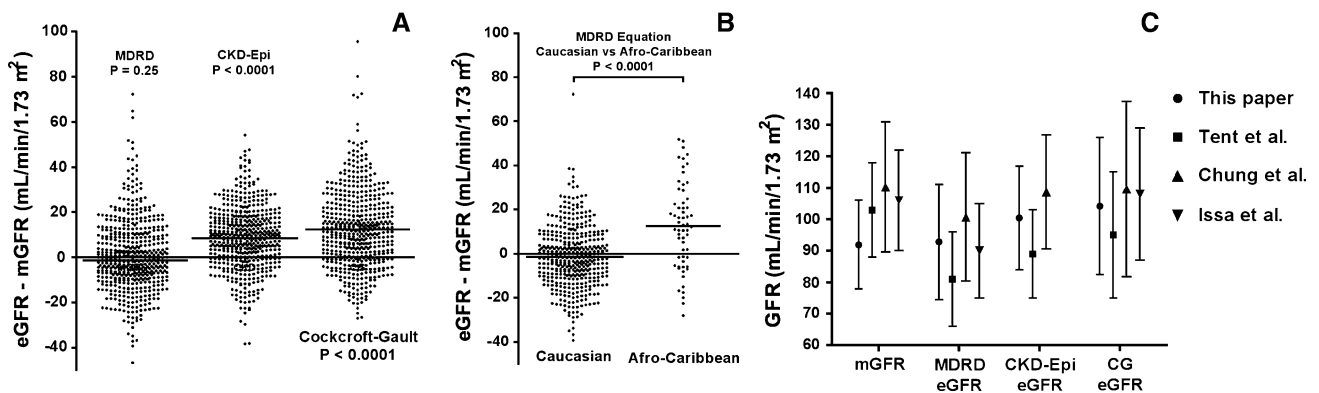 A
eGFR - mGFR (mL/min/1.73 m²)
100
80
60
40
20
0
-20
-40
MDRD
P = 0.25
CKD-Epi
P < 0.0001
Cockcroft-Gault
P < 0.0001
B
eGFR - mGFR (mL/min/1.73 m²)
100
80
60
40
20
0
-20
-40
MDRD Equation
Caucasian vs Afro-Caribbean
P < 0.0001
Caucasian
Afro-Caribbean
C
GFR (mL/min/1.73 m²)
140
130
120
110
100
90
80
70
60
mGFR
MDRD
eGFR
CKD-Epi
eGFR
CG
eGFR
This paper
Tent et al.
Chung et al.
Issa et al.